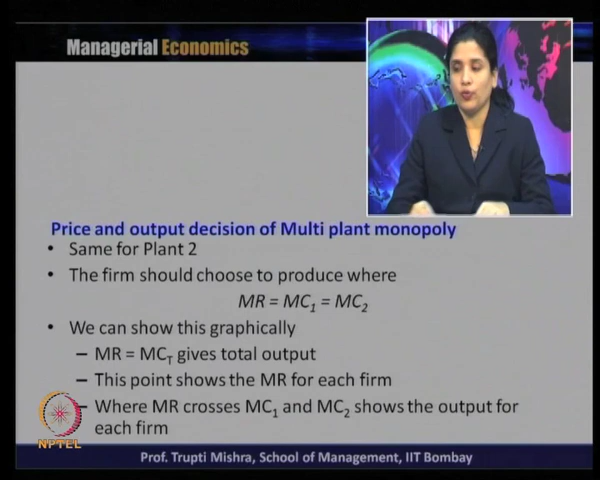 Managerial Economics
Price and output decision of Multi plant monopoly
• Same for Plant 2
• The firm should choose to produce where
MR = MC₁ = MC₂
• We can show this graphically
– MR = MC_T gives total output
– This point shows the MR for each firm
– Where MR crosses MC₁ and MC₂ shows the output for
each firm
NPTEL
Prof. Trupti Mishra, School of Management, IIT Bombay